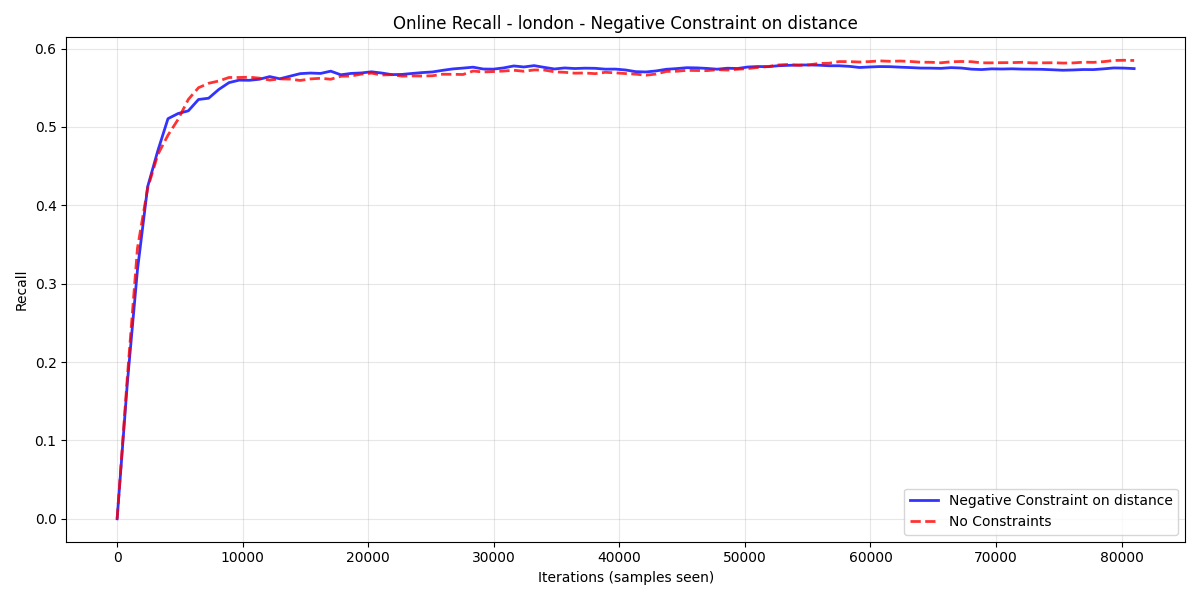 Online Recall - london - Negative Constraint on distance
Recall
0.6
0.5
0.4
0.3
0.2
0.1
0.0
0 10000 20000 30000 40000 50000 60000 70000 80000
Iterations (samples seen)
Negative Constraint on distance
No Constraints